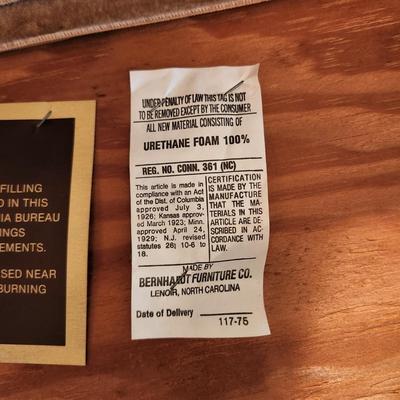 FILLING
D IN THIS
IA BUREAU
INGS
EMENTS.
SED NEAR
BURNING
UNDER PENALTY OF LAW THIS TAG IS NOT
TO BE REMOVED EXCEPT BY THE CONSUMER
ALL NEW MATERIAL CONSISTING OF
URETHANE FOAM 100%
REG. NO. CONN. 361 (NC)
This article is made in
compliance with an Act
of the Dist. of Columbia
approved July 3,
1926; Kansas approv-
ed March 1923; Minn.
approved April 24,
1929; N.J. revised
statutes 26; 10-6 to
18.
CERTIFICATION
IS MADE BY THE
MANUFACTURE
THAT THE MA-
TERIALS IN THIS
ARTICLE ARE DE-
SCRIBED IN AC-
CORDANCE WITH
LAW.
MADE BY
BERNHARDT FURNITURE CO.
LENOIR, NORTH CAROLINA
Date of Delivery
117-75